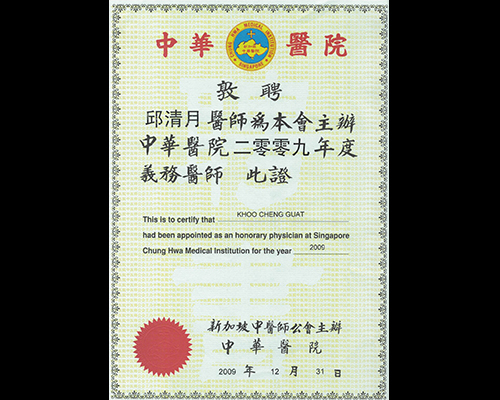 中華
CHUNG HWA MEDICAL INSTITUTION
SINGAPORE
醫院
敦聘
邱清月醫師為本會主辦
中華醫院二零零九年度
義務醫師 此證
This is to certify that KHOO CHENG GUAT
had been appointed as an honorary physician at Singapore
Chung Hwa Medical Institution for the year 2009
新加坡中醫師公會主辦
中華醫院
2009 年 12 月 31 日